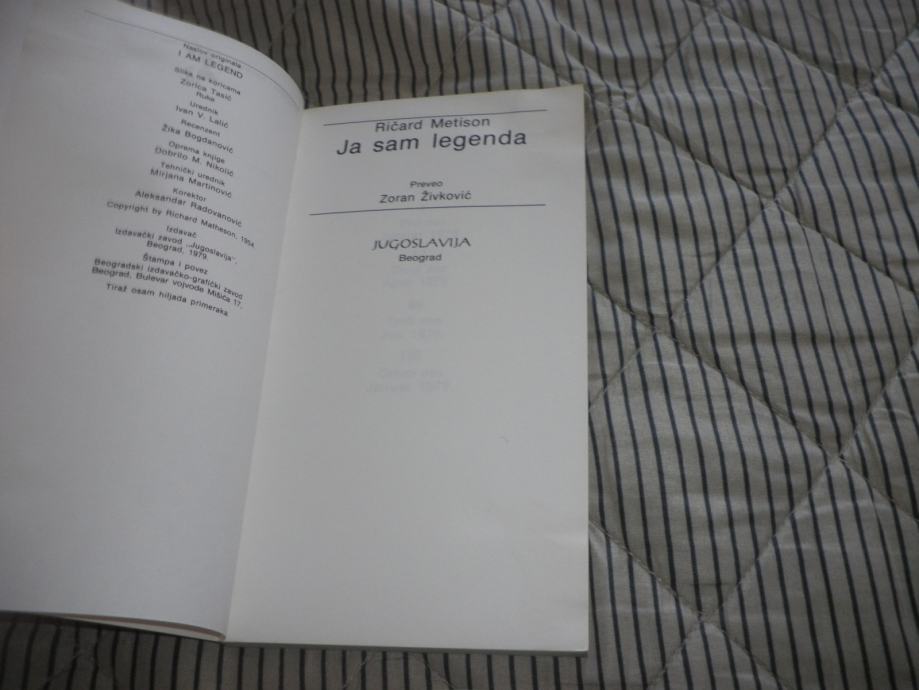 Naslov originala
I AM LEGEND
Slika na koricama
Zorica Tasić
Ruke
Urednik
Ivan V. Lalić
Recenzent
Žika Bogdanović
Oprema knjige
Dobrilo M. Nikolić
Tehnički urednik
Mirjana Martinović
Korektor
Aleksandar Radovanović
Copyright by Richard Matheson, 1954.
Izdavač
Izdavački zavod „Jugoslavija”,
Beograd, 1979.
Štampa i povez
Beogradski izdavačko-grafički zavod
Beograd, Bulevar vojvode Mišića 17.
Tiraž osam hiljada primeraka
Ričard Metison
Ja sam legenda
Preveo
Zoran Živković
JUGOSLAVIJA
Beograd